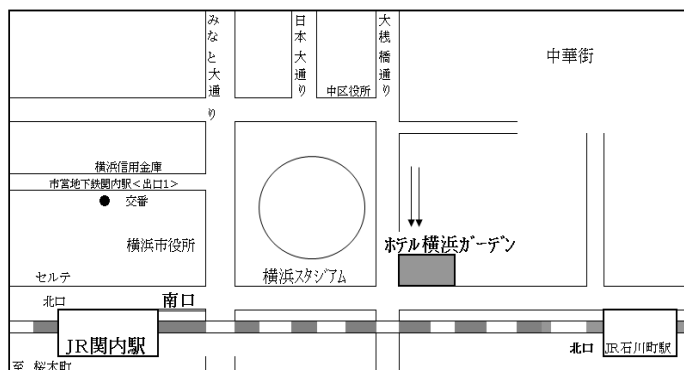 みなと大通り
日本大通り
大桟橋通り
中華街
中区役所
横浜信用金庫
市営地下鉄関内駅<出口1>
交番
横浜市役所
ホテル横浜ガーデン
セルテ
横浜スタジアム
北口
南口
JR関内駅
北口
JR石川町駅
至 桜木町